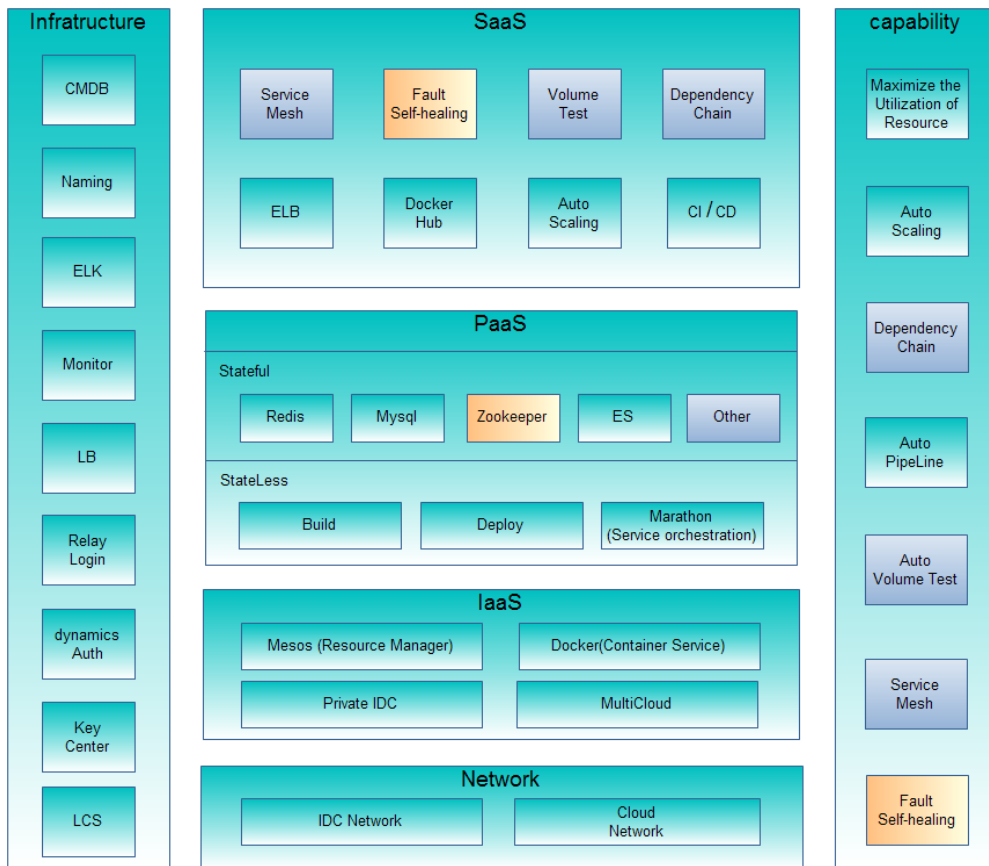 Infratructure
CMDB
Naming
ELK
Monitor
LB
Relay
Login
dynamics
Auth
Key
Center
LCS
SaaS
Service
Mesh
Fault
Self-healing
Volume
Test
Dependency
Chain
ELB
Docker
Hub
Auto
Scaling
CI / CD
PaaS
Stateful
Redis
Mysql
Zookeeper
ES
Other
StateLess
Build
Deploy
Marathon
(Service orchestration)
IaaS
Mesos (Resource Manager)
Docker(Container Service)
Private IDC
MultiCloud
Network
IDC Network
Cloud
Network
capability
Maximize the
Utilization of
Resource
Auto
Scaling
Dependency
Chain
Auto
PipeLine
Auto
Volume Test
Service
Mesh
Fault
Self-healing